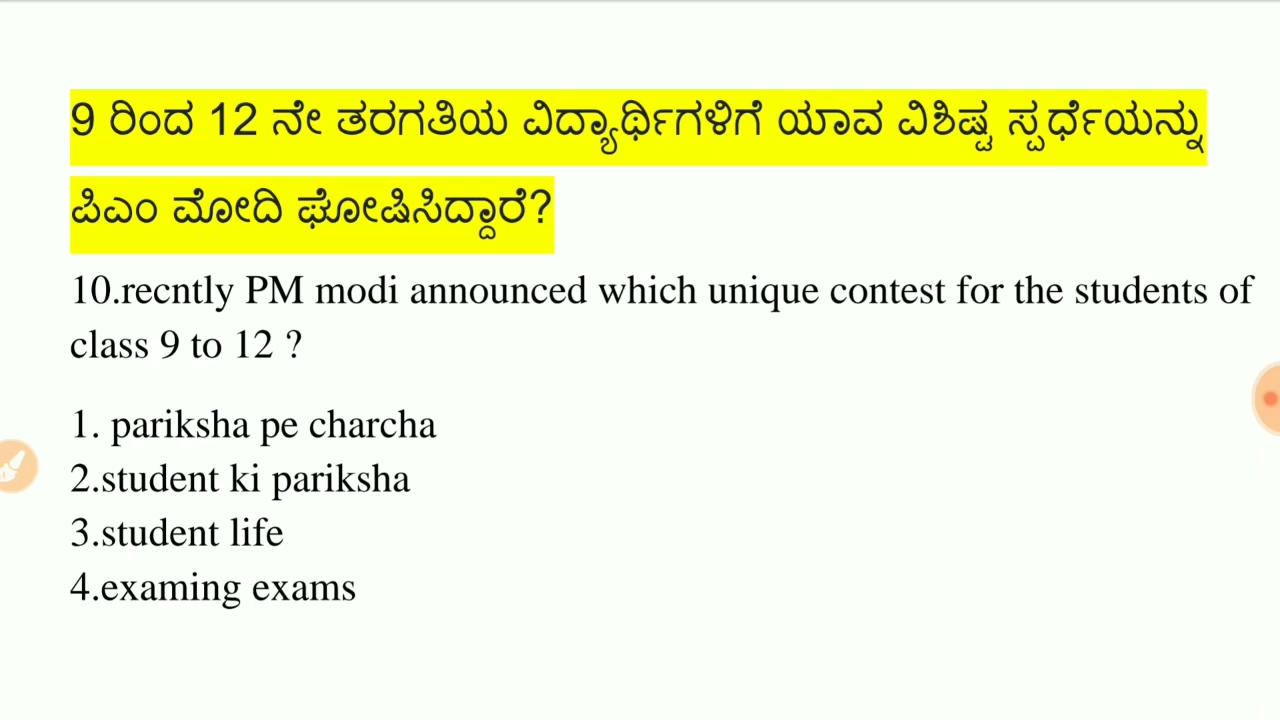 9 ರಿಂದ 12 ನೇ ತರಗತಿಯ ವಿದ್ಯಾರ್ಥಿಗಳಿಗೆ ಯಾವ ವಿಶಿಷ್ಟ ಸ್ಪರ್ಧೆಯನ್ನು
ಪಿಎಂ ಮೋದಿ ಘೋಷಿಸಿದ್ದಾರೆ?
10.recntly PM modi announced which unique contest for the students of
class 9 to 12 ?
1. pariksha pe charcha
2.student ki pariksha
3.student life
4.examing exams